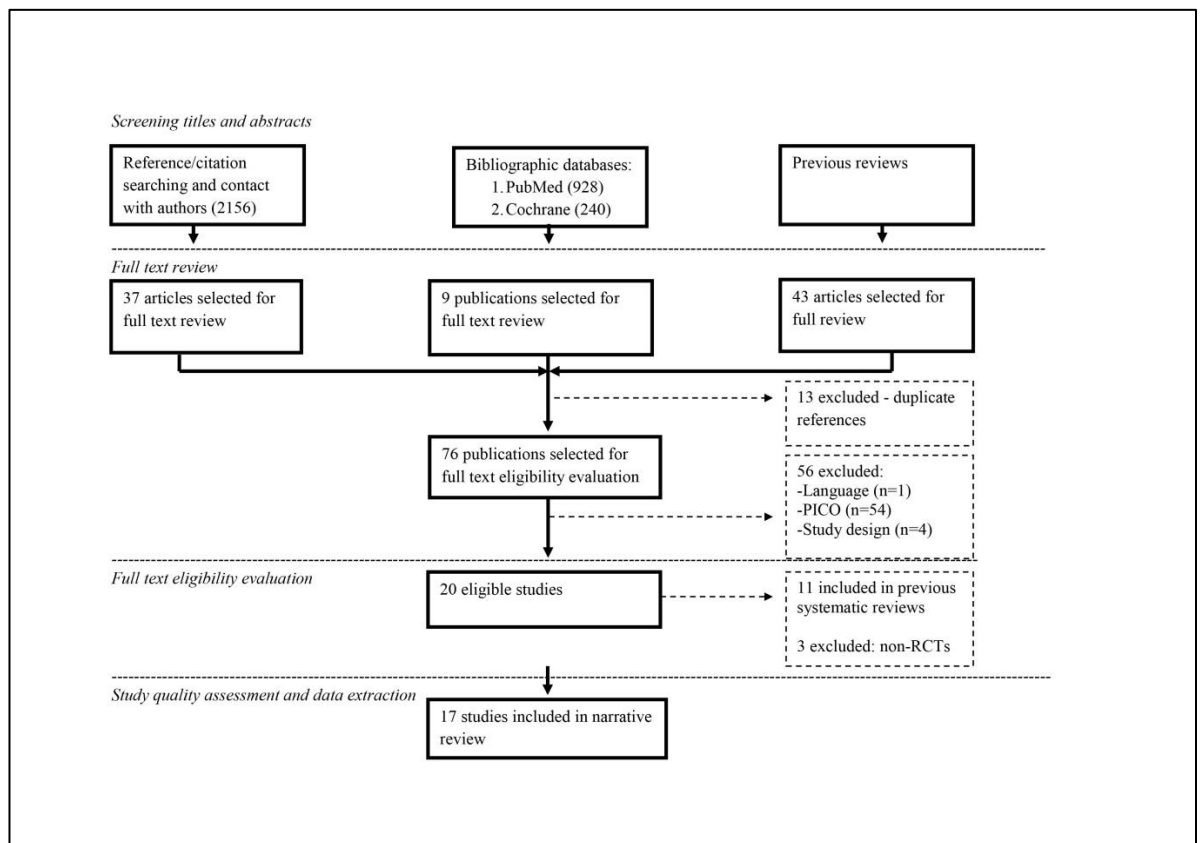 Screening titles and abstracts
Reference/citation
searching and contact
with authors (2156)
Bibliographic databases:
1. PubMed (928)
2. Cochrane (240)
Previous reviews
Full text review
37 articles selected for
full text review
9 publications selected for
full text review
43 articles selected for
full review
13 excluded - duplicate
references
76 publications selected for
full text eligibility evaluation
56 excluded:
-Language (n=1)
-PICO (n=54)
-Study design (n=4)
Full text eligibility evaluation
20 eligible studies
11 included in previous
systematic reviews
3 excluded: non-RCTs
Study quality assessment and data extraction
17 studies included in narrative
review